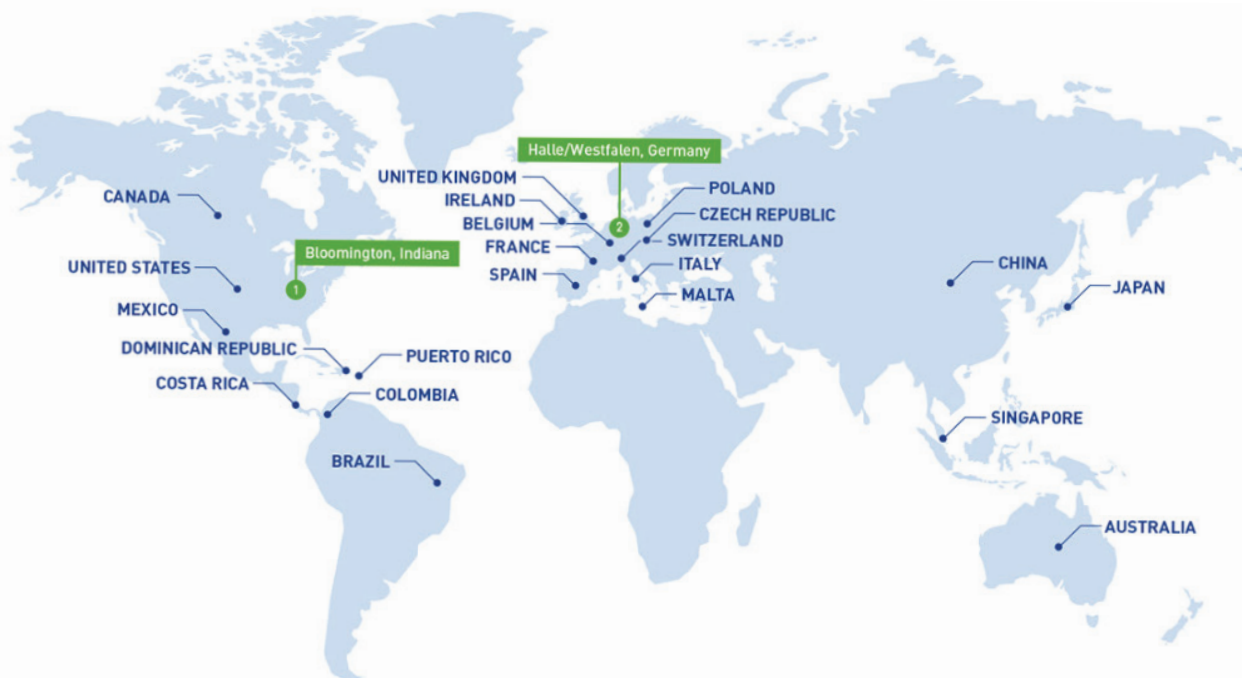 Halle/Westfalen, Germany
UNITED KINGDOM
POLAND
CANADA
IRELAND
CZECH REPUBLIC
BELGIUM
2
SWITZERLAND
FRANCE
Bloomington, Indiana
ITALY
CHINA
UNITED STATES
SPAIN
1
MALTA
JAPAN
MEXICO
DOMINICAN REPUBLIC
PUERTO RICO
COSTA RICA
COLOMBIA
SINGAPORE
BRAZIL
AUSTRALIA